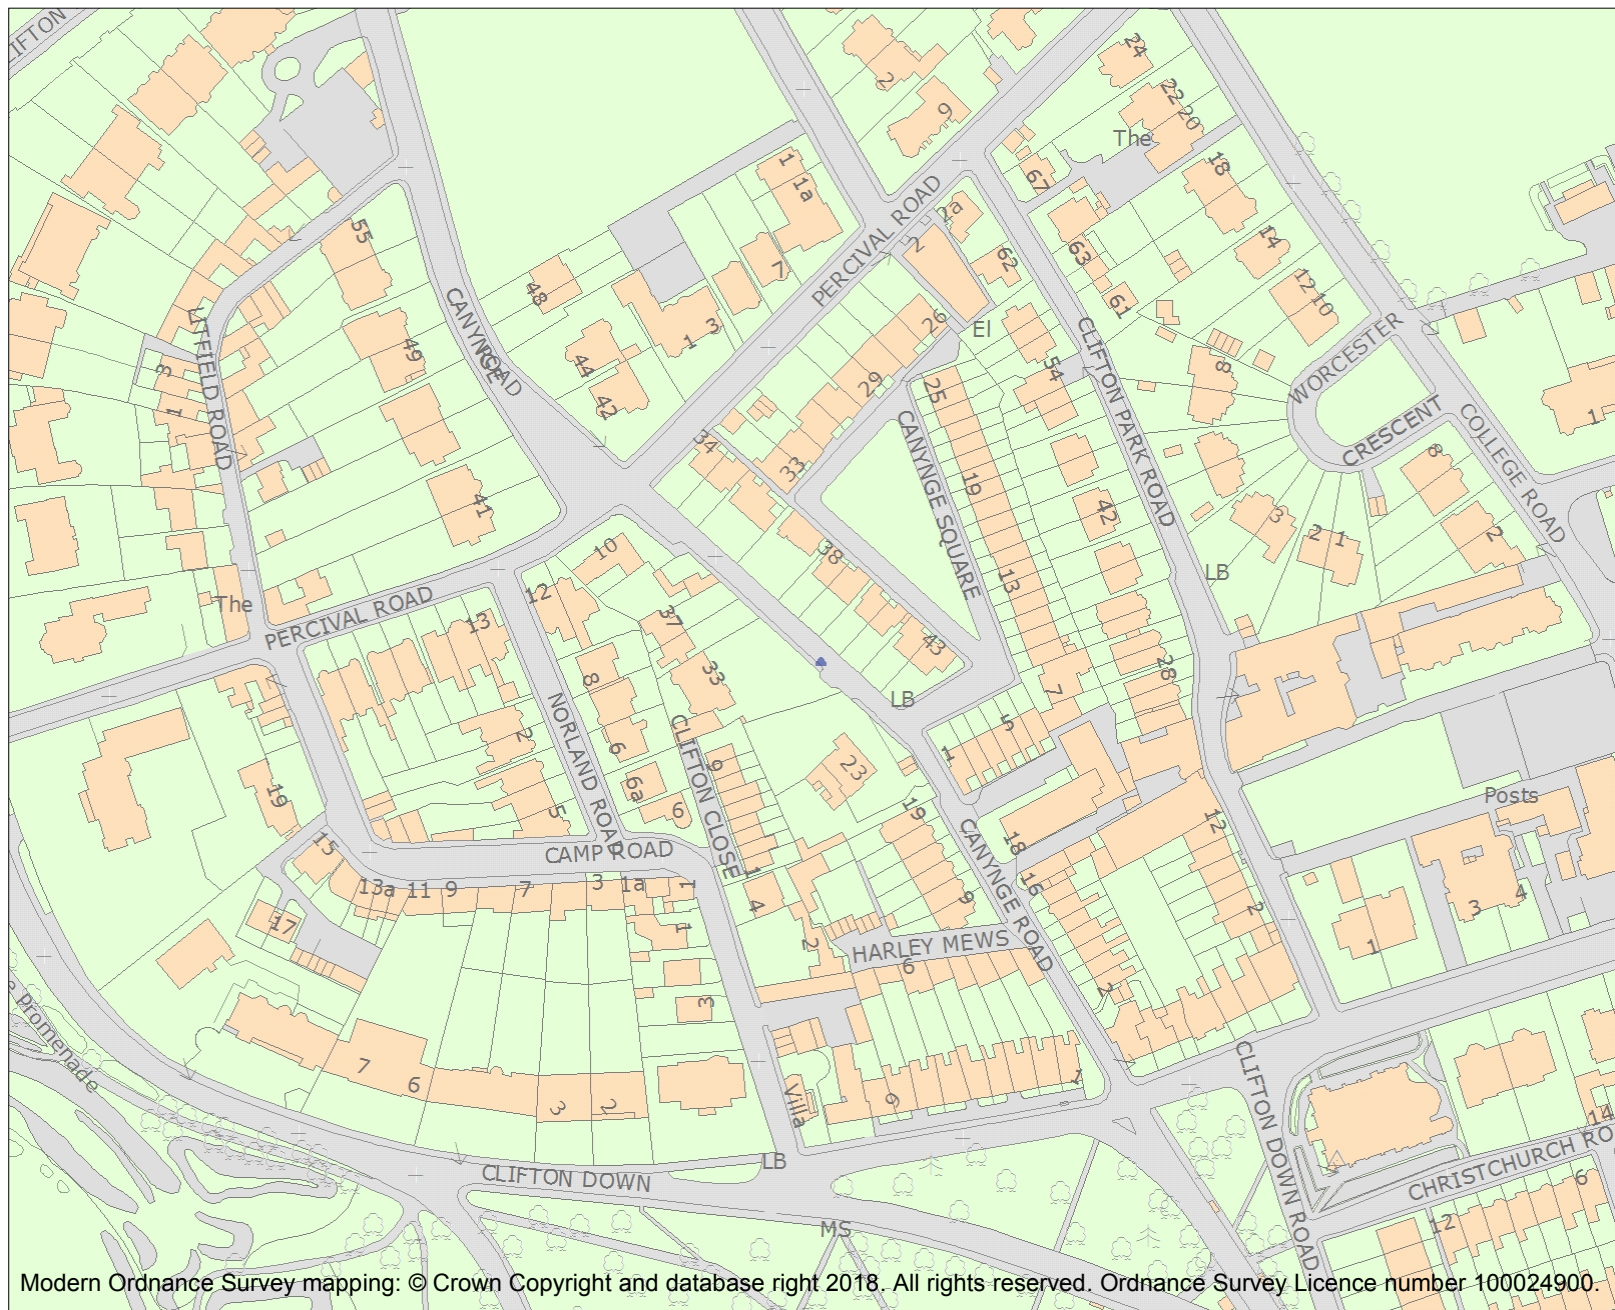 IFTON
2
9
24
22
20
The
18
1
1a
67
2a
PERCIVAL ROAD
2
62
63
14
61
12
10
55
7
48
CANYNGE
ROAD
3
1
26
El
WORCESTER
LITFIELD ROAD
49
44
42
29
25
54
8
CLIFTON PARK ROAD
3
1
CRESCENT
COLLEGE ROAD
1
34
33
CANYNGE SQUARE
19
8
41
42
3
2
1
2
10
38
13
LB
The
12
PERCIVAL ROAD
13
37
43
28
8
33
7
LB
NORLAND ROAD
2
6
CLIFTON CLOSE
5
1
23
9
6a
6
19
5
19
Posts
12
18
15
CAMP ROAD
CANYNGE ROAD
13a
11
9
7
3
1a
1
1
4
16
9
2
17
1
2
HARLEY MEWS
6
3
4
1
e Promenade
3
2
7
6
3
2
Villa
9
1
CLIFTON DOWN ROAD
14
LB
CLIFTON DOWN
CHRISTCHURCH RO
6
12
MS
Modern Ordnance Survey mapping: © Crown Copyright and database right 2018. All rights reserved. Ordnance Survey Licence number 100024900.